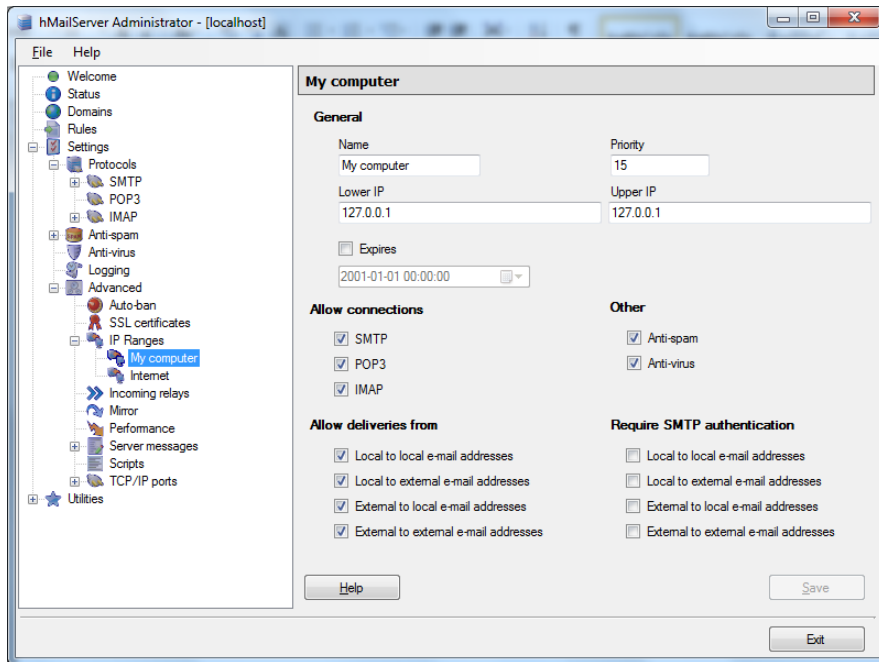 hMailServer Administrator - [localhost]
File Help
Welcome
Status
Domains
Rules
Settings
Protocols
SMTP
POP3
IMAP
Anti-spam
Anti-virus
Logging
Advanced
Auto-ban
SSL certificates
IP Ranges
My computer
Internet
Incoming relays
Mirror
Performance
Server messages
Scripts
TCP/IP ports
Utilities
My computer
General
Name Priority
My computer 15
Lower IP Upper IP
127.0.0.1 127.0.0.1
Expires
2001-01-01 00:00:00
Allow connections Other
SMTP Anti-spam
POP3 Anti-virus
IMAP
Allow deliveries from Require SMTP authentication
Local to local e-mail addresses Local to local e-mail addresses
Local to external e-mail addresses Local to external e-mail addresses
External to local e-mail addresses External to local e-mail addresses
External to external e-mail addresses External to external e-mail addresses
Help Save
Exit